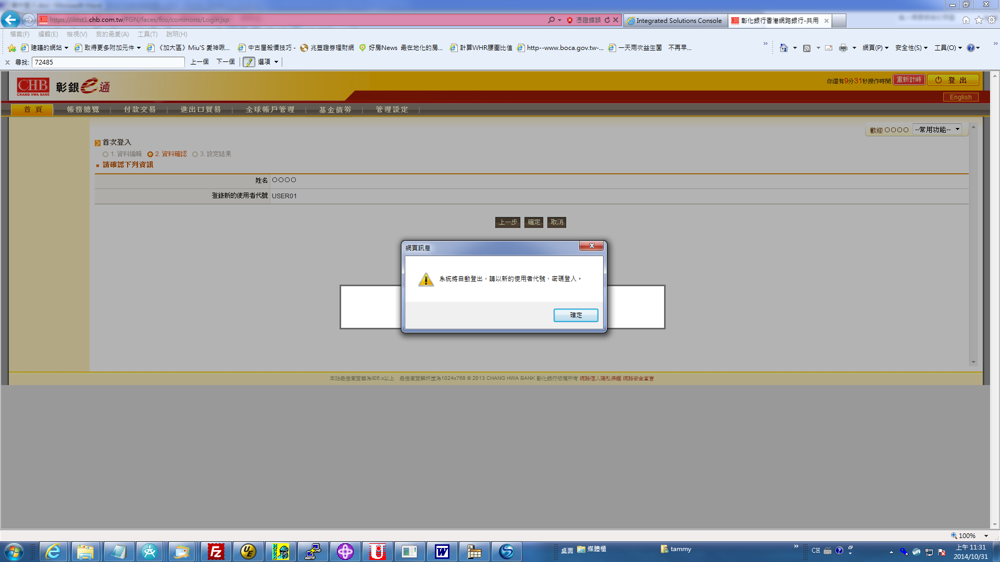 https://ibtst1.chb.com.tw/FGN/faces/fco/commons/Login.jsp
憑證錯誤
Integrated Solutions Console
彰化銀行香港網路銀行-共用
檔案(F) 編輯(E) 檢視(V) 我的最愛(A) 工具(T) 說明(H)
建議的網站 取得更多附加元件 《加大區》Miu'S 愛神啾... 中古屋殺價技巧 - 兆豐證券理財網 好房News 最在地化的房... 計算WHR腰圍比值 http--www.boca.gov.tw-... 一天兩次益生菌 不再早...
網頁(P) 安全性(S) 工具(O)
尋找: 72485 上一個 下一個 選項
CHB
CHANG HWA BANK
彰銀e通
你還有9分31秒操作時間 重新計時 登 出
English
首 頁 帳務總覽 付款交易 進出口貿易 全球帳戶管理 基金債券 管理設定
歡迎 〇〇〇〇 --常用功能--
首次登入
1. 資料編輯 2. 資料確認 3. 設定結果
請確認下列資訊
姓名 〇〇〇〇
登錄新的使用者代號 USER01
上一步 確定 取消
網頁訊息
系統將自動登出，請以新的使用者代號、密碼登入。
確定
本站最佳瀏覽器為IE6.x以上 最佳瀏覽解析度為1024x768 © 2013 CHANG HWA BANK 彰化銀行版權所有 網路個人隱私保護 網路安全宣言
100%
桌面 媒體櫃 tammy
CH
上午 11:31
2014/10/31